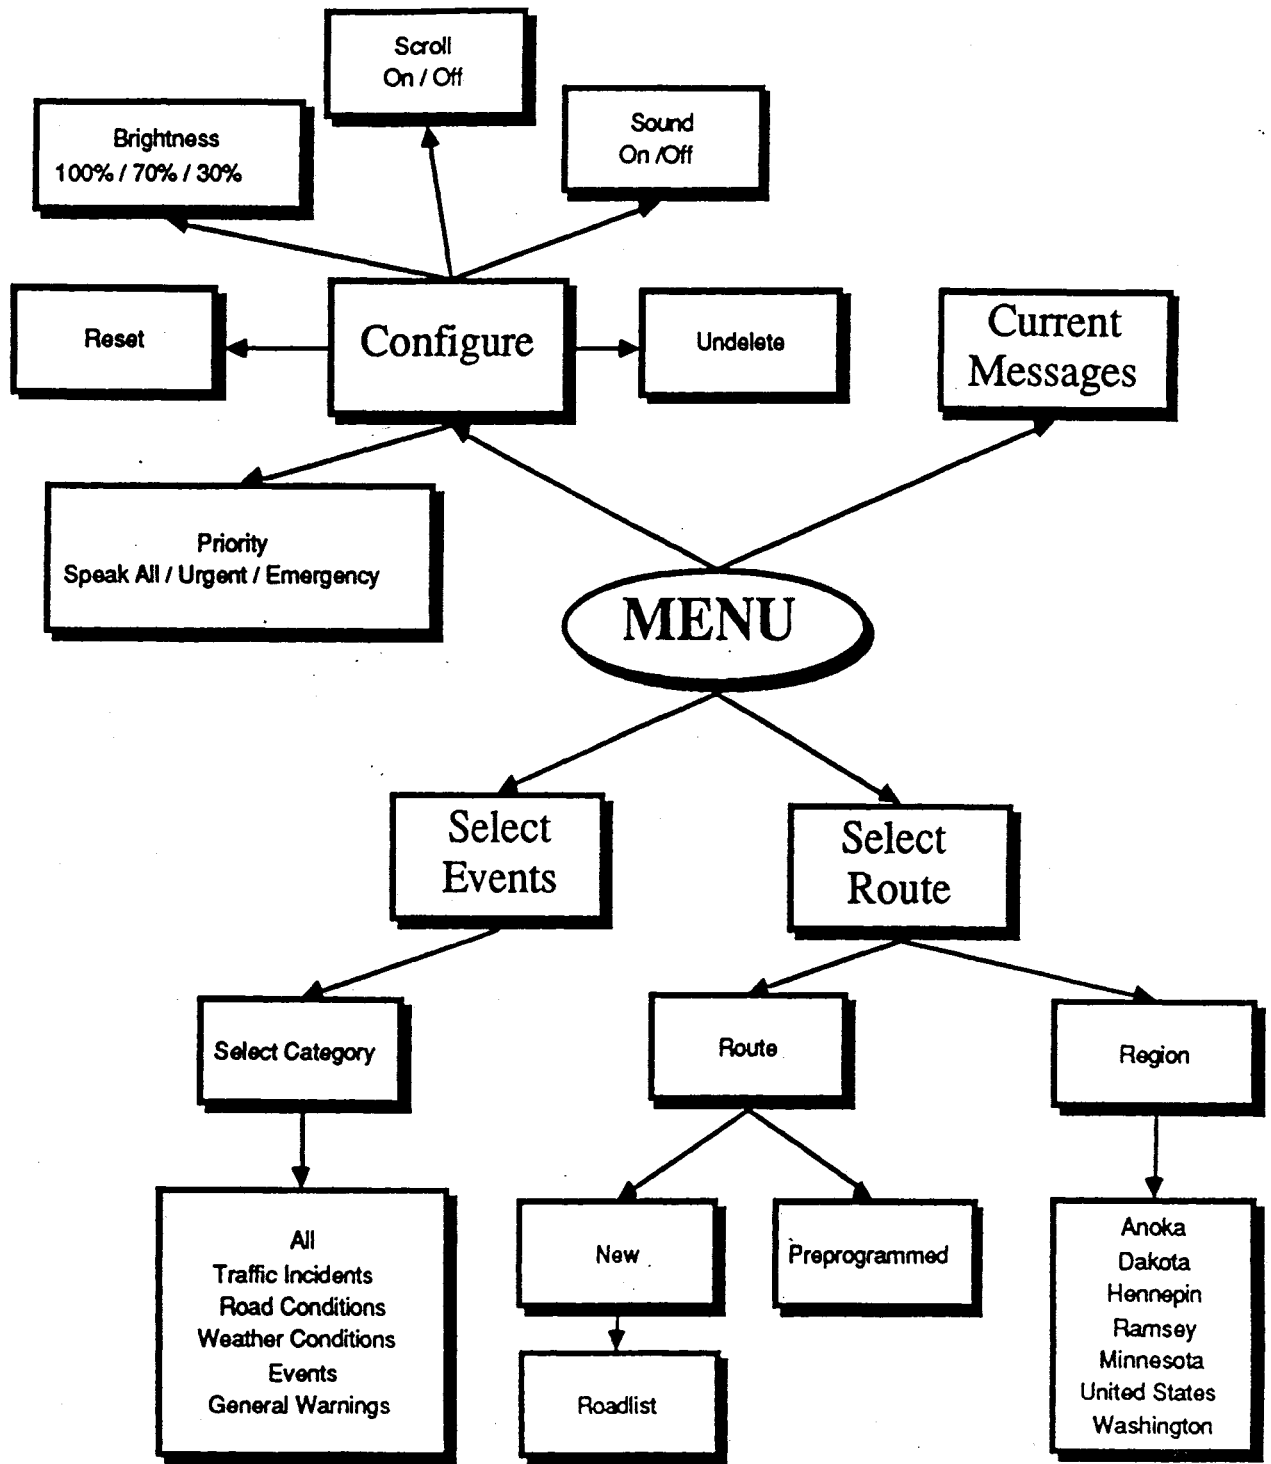 Scroll
On / Off
Brightness
100% / 70% / 30%
Sound
On /Off
Reset
Configure
Undelete
Current
Messages
Priority
Speak All / Urgent / Emergency
MENU
Select
Events
Select
Route
Select Category
Route
Region
All
Traffic Incidents
Road Conditions
Weather Conditions
Events
General Warnings
New
Preprogrammed
Roadlist
Anoka
Dakota
Hennepin
Ramsey
Minnesota
United States
Washington